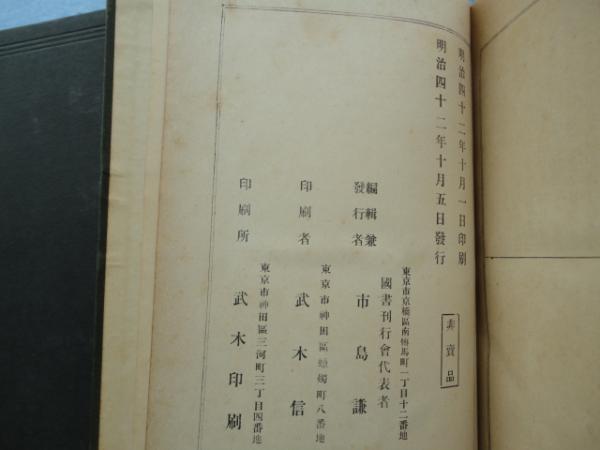 明治四十二年十月一日印刷
明治四十二年十月五日發行
非賣品
東京市京橋區南傳馬町一丁目十二番地
國書刊行會代表者
編輯兼
發行者
市島謙
東京市神田區蠟燭町八番地
印刷者
武木信
東京市神田區三河町三丁目四番地
印刷所
武木印刷